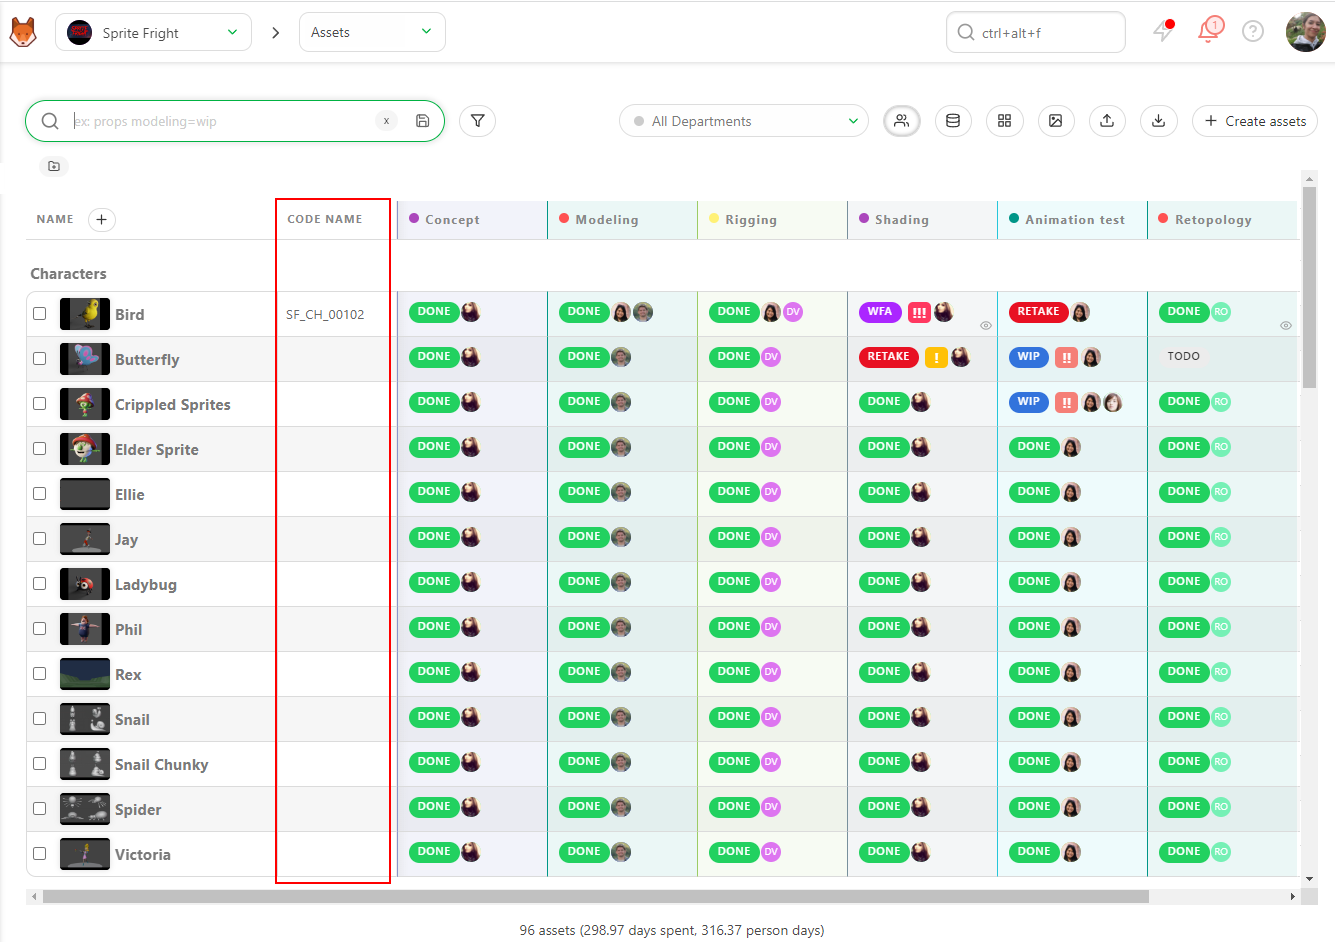 Sprite Fright > Assets ctrl+alt+f 1
ex: props modeling=wip x All Departments + Create assets
NAME + CODE NAME Concept Modeling Rigging Shading Animation test Retopology
Characters
Bird SF_CH_00102 DONE DONE DONE DV WFA !!! RETAKE DONE RO
Butterfly DONE DONE DONE DV RETAKE ! WIP !! TODO
Crippled Sprites DONE DONE DONE DV DONE WIP !! DONE RO
Elder Sprite DONE DONE DONE DV DONE DONE DONE RO
Ellie DONE DONE DONE DV DONE DONE DONE RO
Jay DONE DONE DONE DV DONE DONE DONE RO
Ladybug DONE DONE DONE DV DONE DONE DONE RO
Phil DONE DONE DONE DV DONE DONE DONE RO
Rex DONE DONE DONE DV DONE DONE DONE RO
Snail DONE DONE DONE DV DONE DONE DONE RO
Snail Chunky DONE DONE DONE DV DONE DONE DONE RO
Spider DONE DONE DONE DV DONE DONE DONE RO
Victoria DONE DONE DONE DV DONE DONE DONE RO
96 assets (298.97 days spent, 316.37 person days)